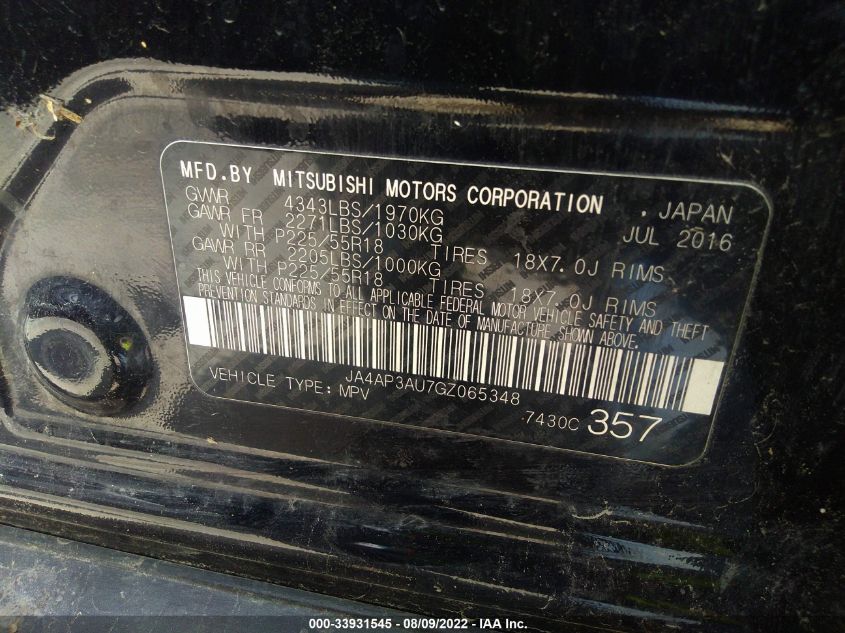 MFD.BY MITSUBISHI MOTORS CORPORATION . JAPAN
GVWR 4343LBS/1970KG JUL 2016
GAWR FR 2271LBS/1030KG
WITH P225/55R18 TIRES 18X7.0J RIMS
GAWR RR 2205LBS/1000KG
WITH P225/55R18 TIRES 18X7.0J RIMS
THIS VEHICLE CONFORMS TO ALL APPLICABLE FEDERAL MOTOR VEHICLE SAFETY AND THEFT
PREVENTION STANDARDS IN EFFECT ON THE DATE OF MANUFACTURE SHOWN ABOVE.
JA4AP3AU7GZ065348
VEHICLE TYPE: MPV 7430C 357
000-33931545 - 08/09/2022 - IAA Inc.